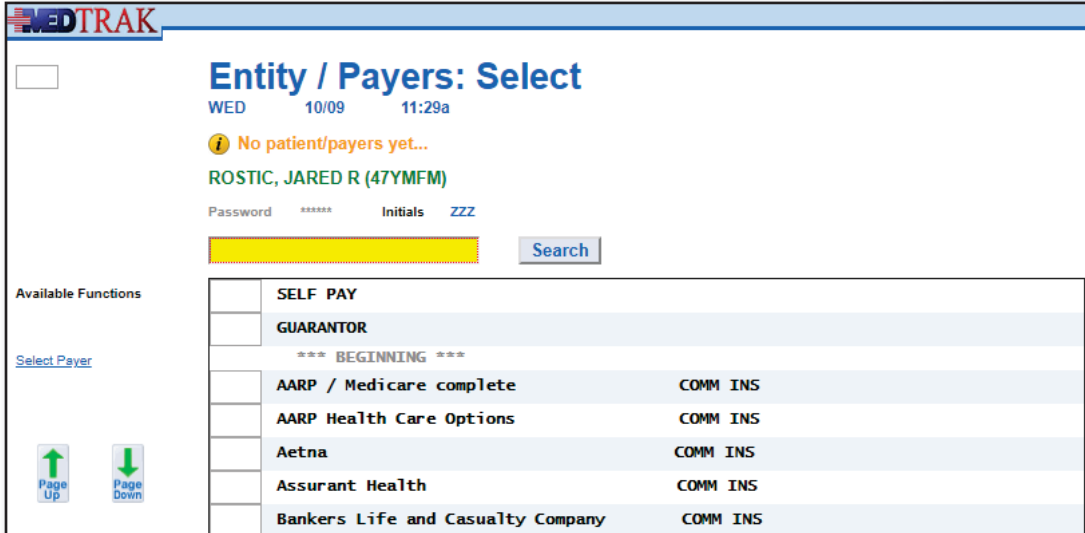 MEDTRAK
Entity / Payers: Select
WED 10/09 11:29a
i No patient/payers yet...
ROSTIC, JARED R (47YMFM)
Password ****** Initials ZZZ
Search
Available Functions
Select Payer
Page Up
Page Down
SELF PAY
GUARANTOR
*** BEGINNING ***
AARP / Medicare complete COMM INS
AARP Health Care Options COMM INS
Aetna COMM INS
Assurant Health COMM INS
Bankers Life and Casualty Company COMM INS